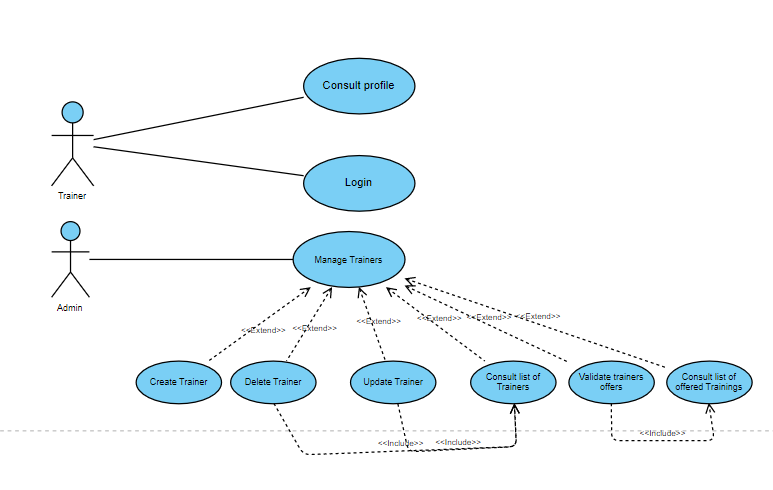 Consult profile
Trainer
Login
Admin
Manage Trainers
<<Extend>>
<<Extend>>
<<Extend>>
<<Extend>>
<<Extend>>
<<Extend>>
Create Trainer
Delete Trainer
Update Trainer
Consult list of
Trainers
Validate trainers
offers
Consult list of
offered Trainings
<<Include>>
<<Include>>
<<Include>>